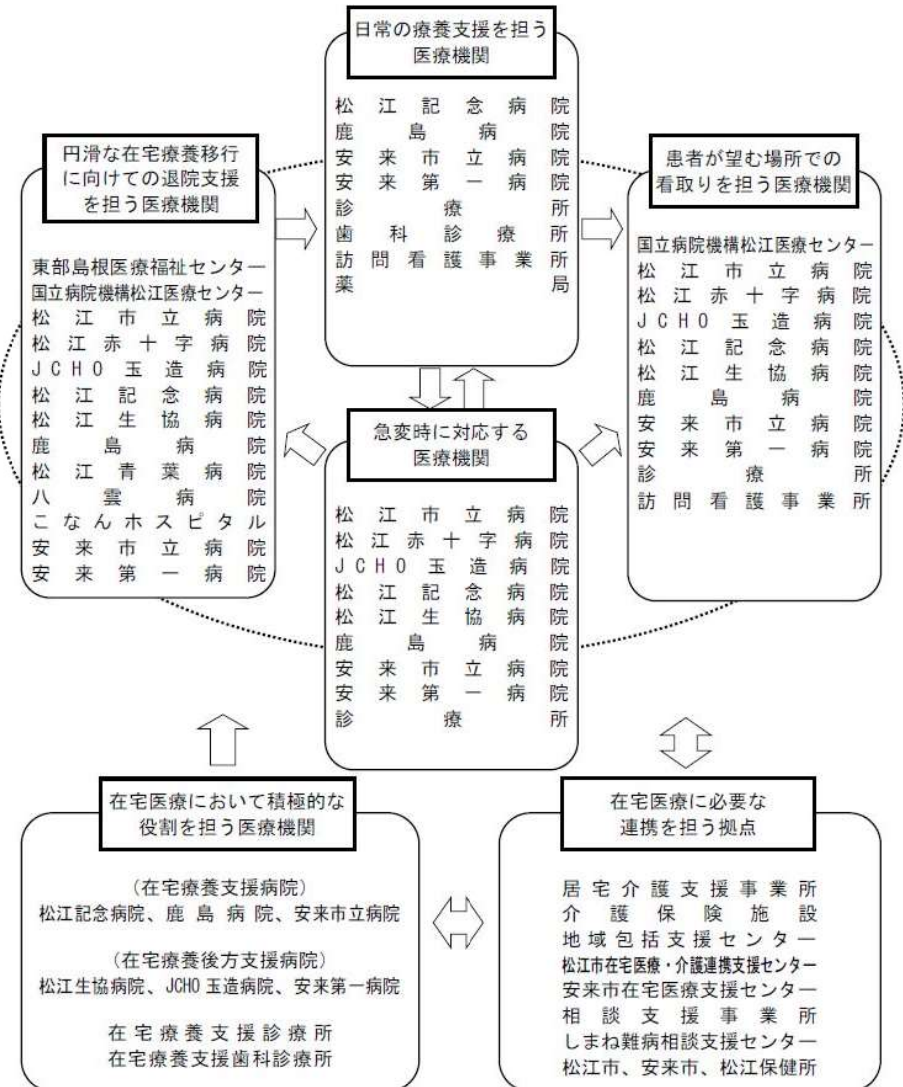 日常の療養支援を担う
医療機関
松江記念病院
鹿島病院
安来市立病院
安来第一病院
診療所
歯科診療所
訪問看護事業所
薬局
円滑な在宅療養移行
に向けての退院支援
を担う医療機関
東部島根医療福祉センター
国立病院機構松江医療センター
松江市立病院
松江赤十字病院
JCHO玉造病院
松江記念病院
松江生協病院
鹿島病院
松江青葉病院
八雲病院
こなんホスピタル
安来市立病院
安来第一病院
患者が望む場所での
看取りを担う医療機関
国立病院機構松江医療センター
松江市立病院
松江赤十字病院
JCHO玉造病院
松江記念病院
松江生協病院
鹿島病院
安来市立病院
安来第一病院
診療所
訪問看護事業所
急変時に対応する
医療機関
松江市立病院
松江赤十字病院
JCHO玉造病院
松江記念病院
松江生協病院
鹿島病院
安来市立病院
安来第一病院
診療所
在宅医療において積極的な
役割を担う医療機関
(在宅療養支援病院)
松江記念病院、鹿島病院、安来市立病院
(在宅療養後方支援病院)
松江生協病院、JCHO玉造病院、安来第一病院
在宅療養支援診療所
在宅療養支援歯科診療所
在宅医療に必要な
連携を担う拠点
居宅介護支援事業所
介護保険施設
地域包括支援センター
松江市在宅医療・介護連携支援センター
安来市在宅医療支援センター
相談支援事業所
しまね難病相談支援センター
松江市、安来市、松江保健所